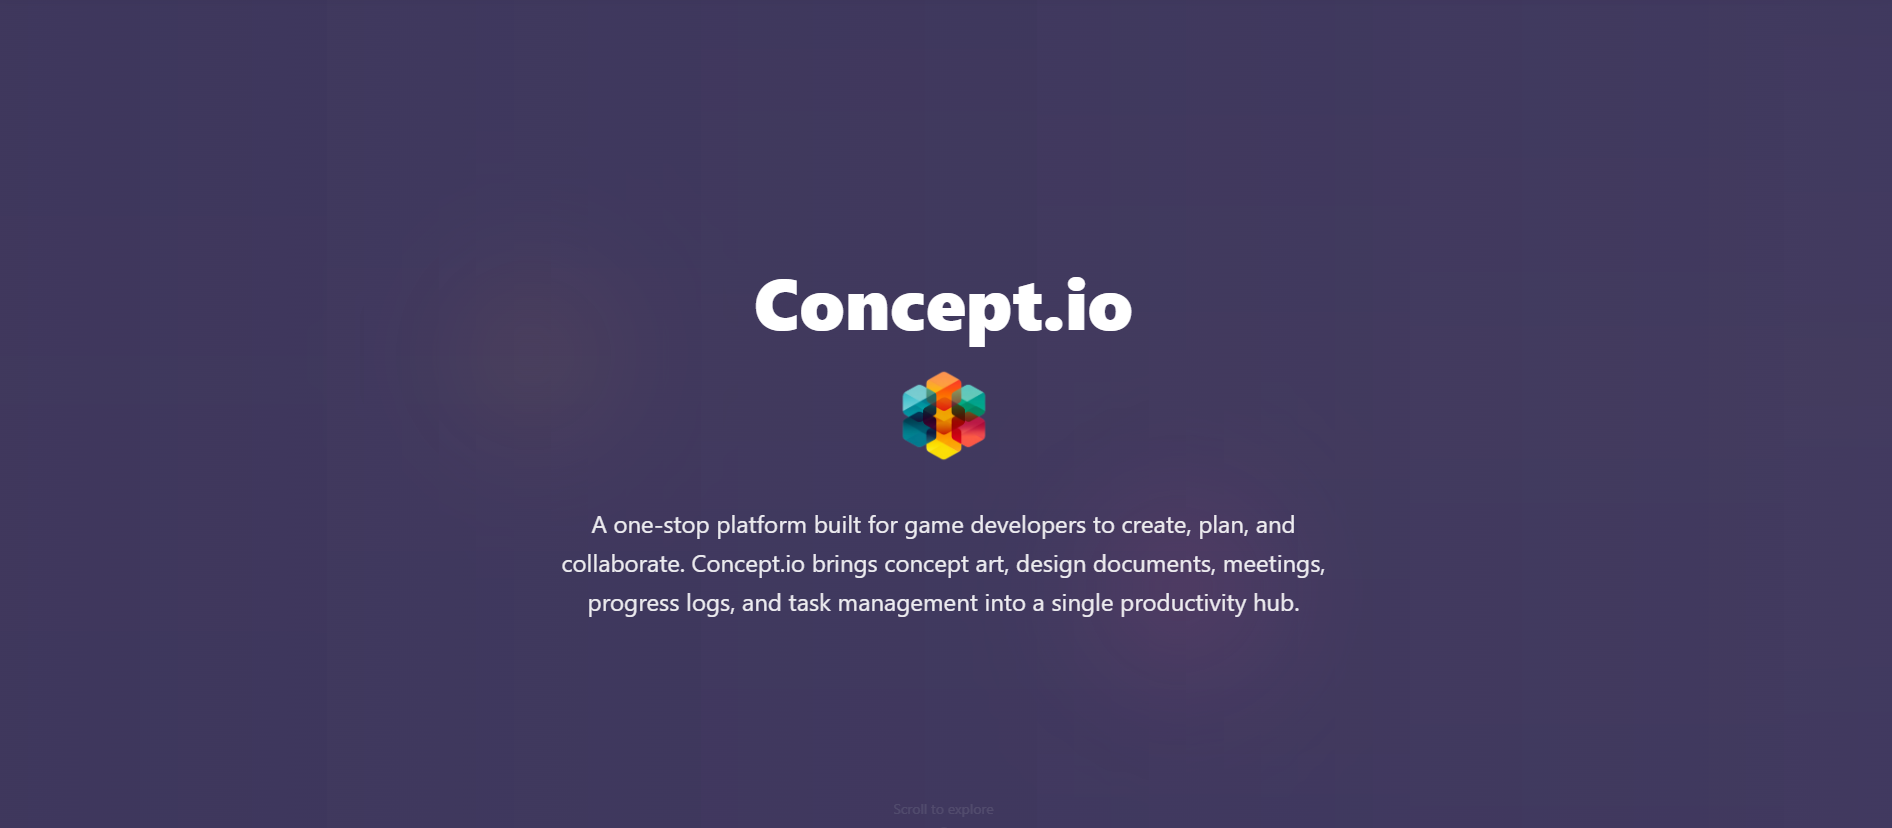 Concept.io
A one-stop platform built for game developers to create, plan, and
collaborate. Concept.io brings concept art, design documents, meetings,
progress logs, and task management into a single productivity hub.
Scroll to explore